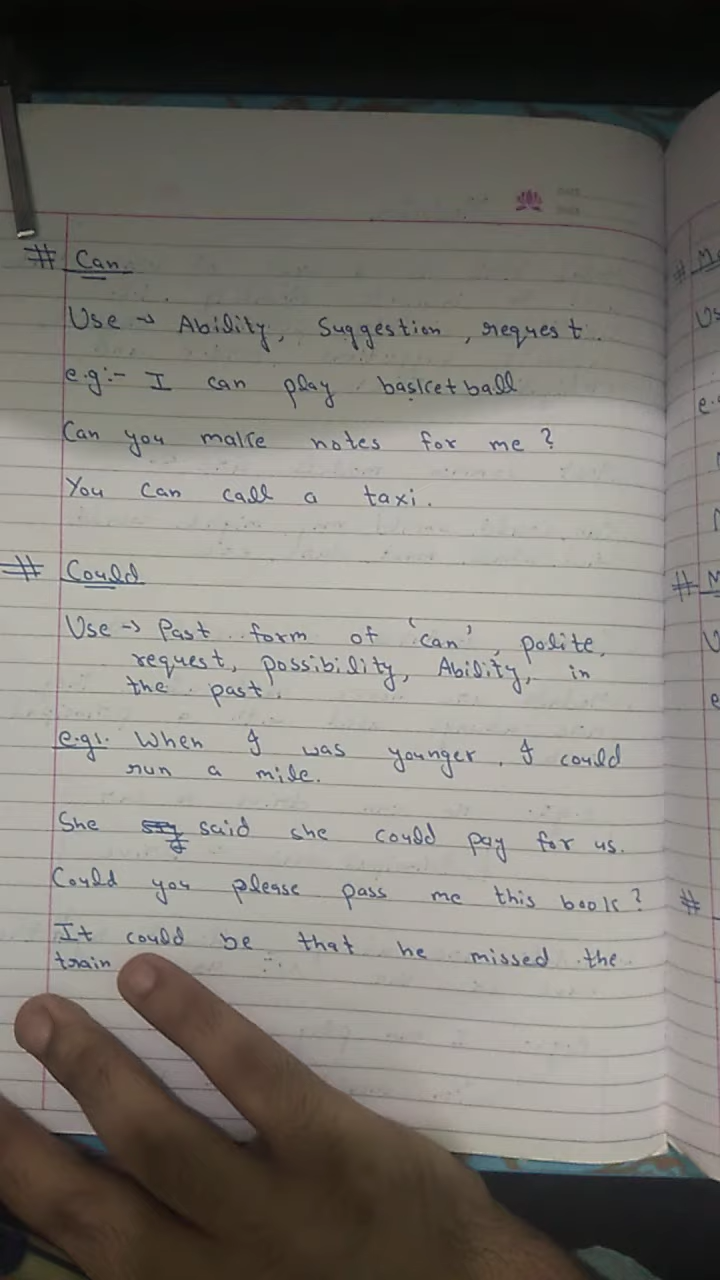 # Can.
Use → Ability, Suggestion, request.
e.g:- I can play basketball
Can you make notes for me?
You can call a taxi.
# Could
Use → Past form of 'can', polite,
request, possibility, Ability, in
the past.
e.g1. When I was younger, I could
run a mile.
She said she could pay for us.
Could you please pass me this book?
It could be that he missed the
train
# M
Us
e.
# M
U
e
#